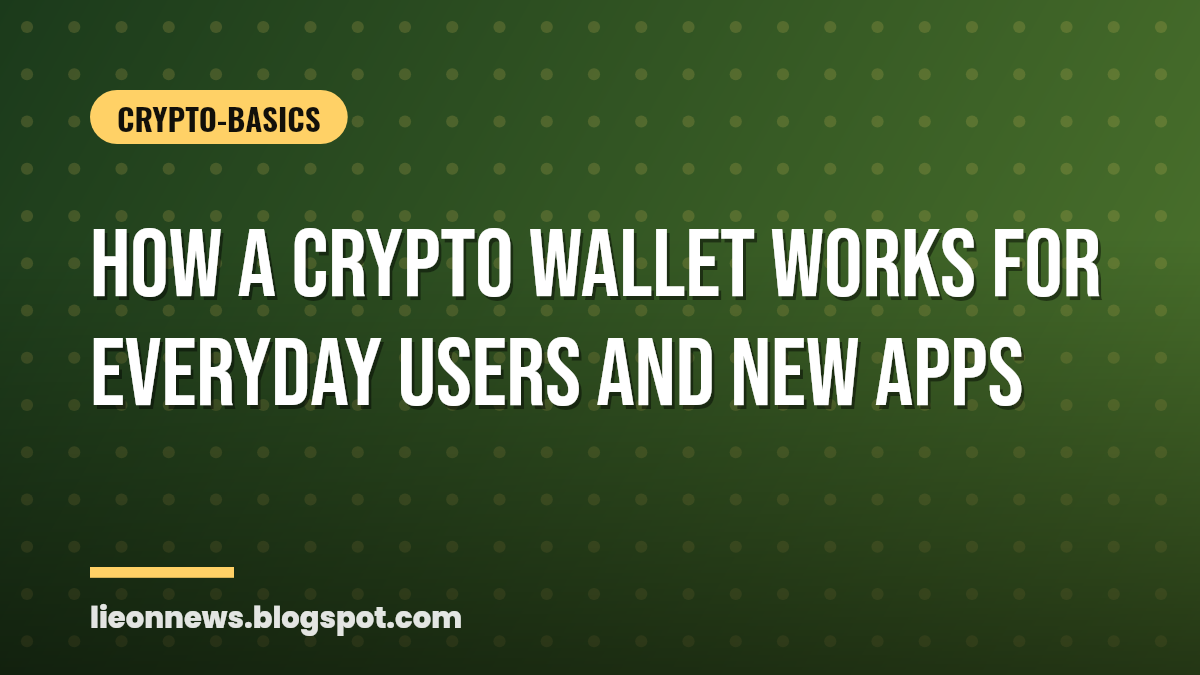 CRYPTO-BASICS
HOW A CRYPTO WALLET WORKS FOR
EVERYDAY USERS AND NEW APPS
lieonnews.blogspot.com